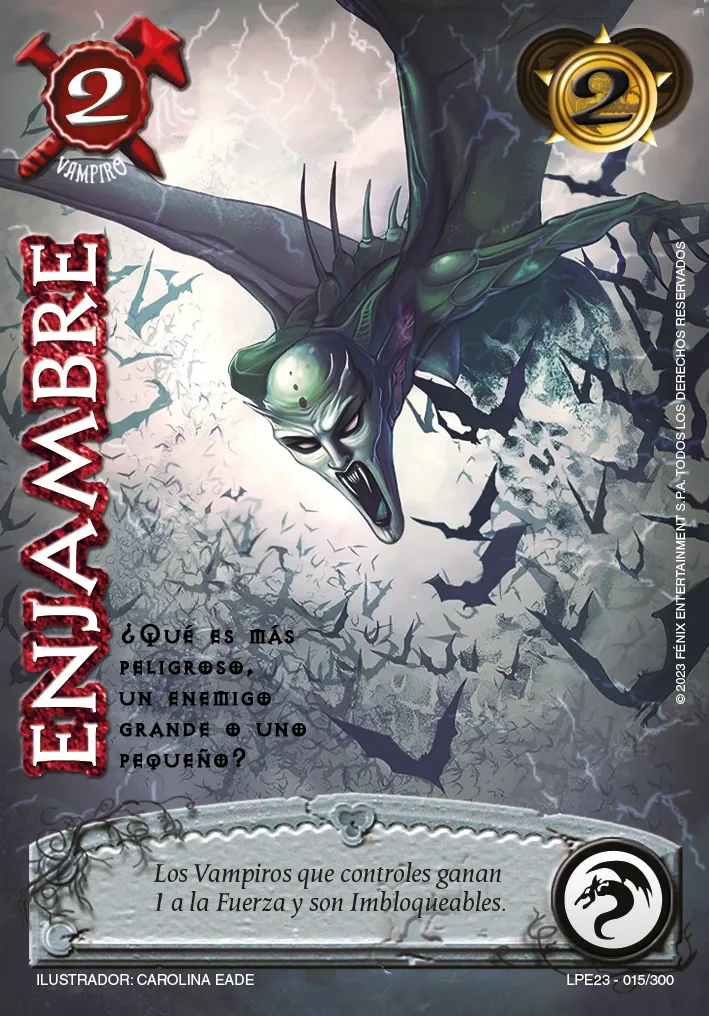 2
VAMPIRO
2
ENJAMBRE
¿QUÉ ES MÁS
PELIGROSO,
UN ENEMIGO
GRANDE O UNO
PEQUEÑO?
© 2023 FÉNIX ENTERTAINMENT S.PA. TODOS LOS DERECHOS RESERVADOS
Los Vampiros que controles ganan
1 a la Fuerza y son Imbloqueables.
ILUSTRADOR: CAROLINA EADE
LPE23 - 015/300